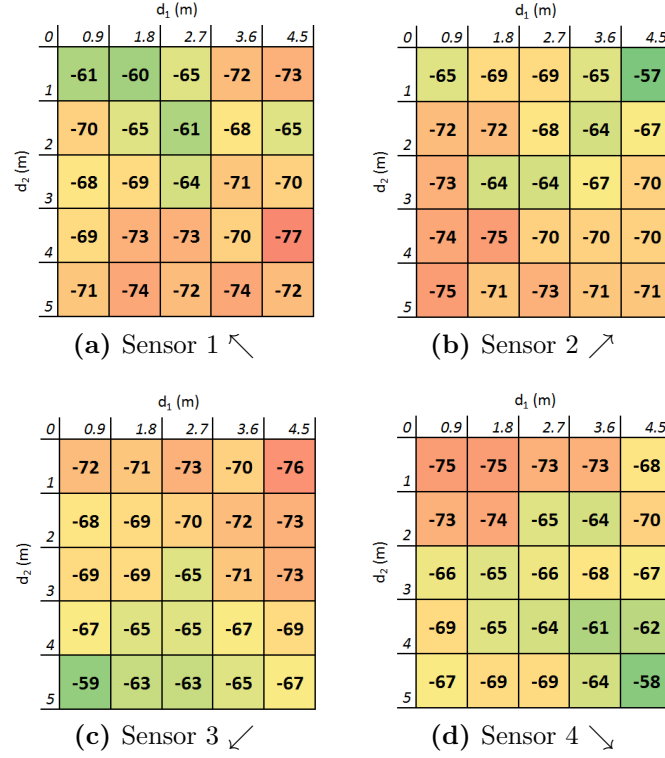 d₁ (m)
0 0.9 1.8 2.7 3.6 4.5
1 -61 -60 -65 -72 -73
2 -70 -65 -61 -68 -65
d₂ (m)
3 -68 -69 -64 -71 -70
4 -69 -73 -73 -70 -77
5 -71 -74 -72 -74 -72
(a) Sensor 1 ↖
d₁ (m)
0 0.9 1.8 2.7 3.6 4.5
1 -65 -69 -69 -65 -57
2 -72 -72 -68 -64 -67
d₂ (m)
3 -73 -64 -64 -67 -70
4 -74 -75 -70 -70 -70
5 -75 -71 -73 -71 -71
(b) Sensor 2 ↗
d₁ (m)
0 0.9 1.8 2.7 3.6 4.5
1 -72 -71 -73 -70 -76
2 -68 -69 -70 -72 -73
d₂ (m)
3 -69 -69 -65 -71 -73
4 -67 -65 -65 -67 -69
5 -59 -63 -63 -65 -67
(c) Sensor 3 ↙
d₁ (m)
0 0.9 1.8 2.7 3.6 4.5
1 -75 -75 -73 -73 -68
2 -73 -74 -65 -64 -70
d₂ (m)
3 -66 -65 -66 -68 -67
4 -69 -65 -64 -61 -62
5 -67 -69 -69 -64 -58
(d) Sensor 4 ↘